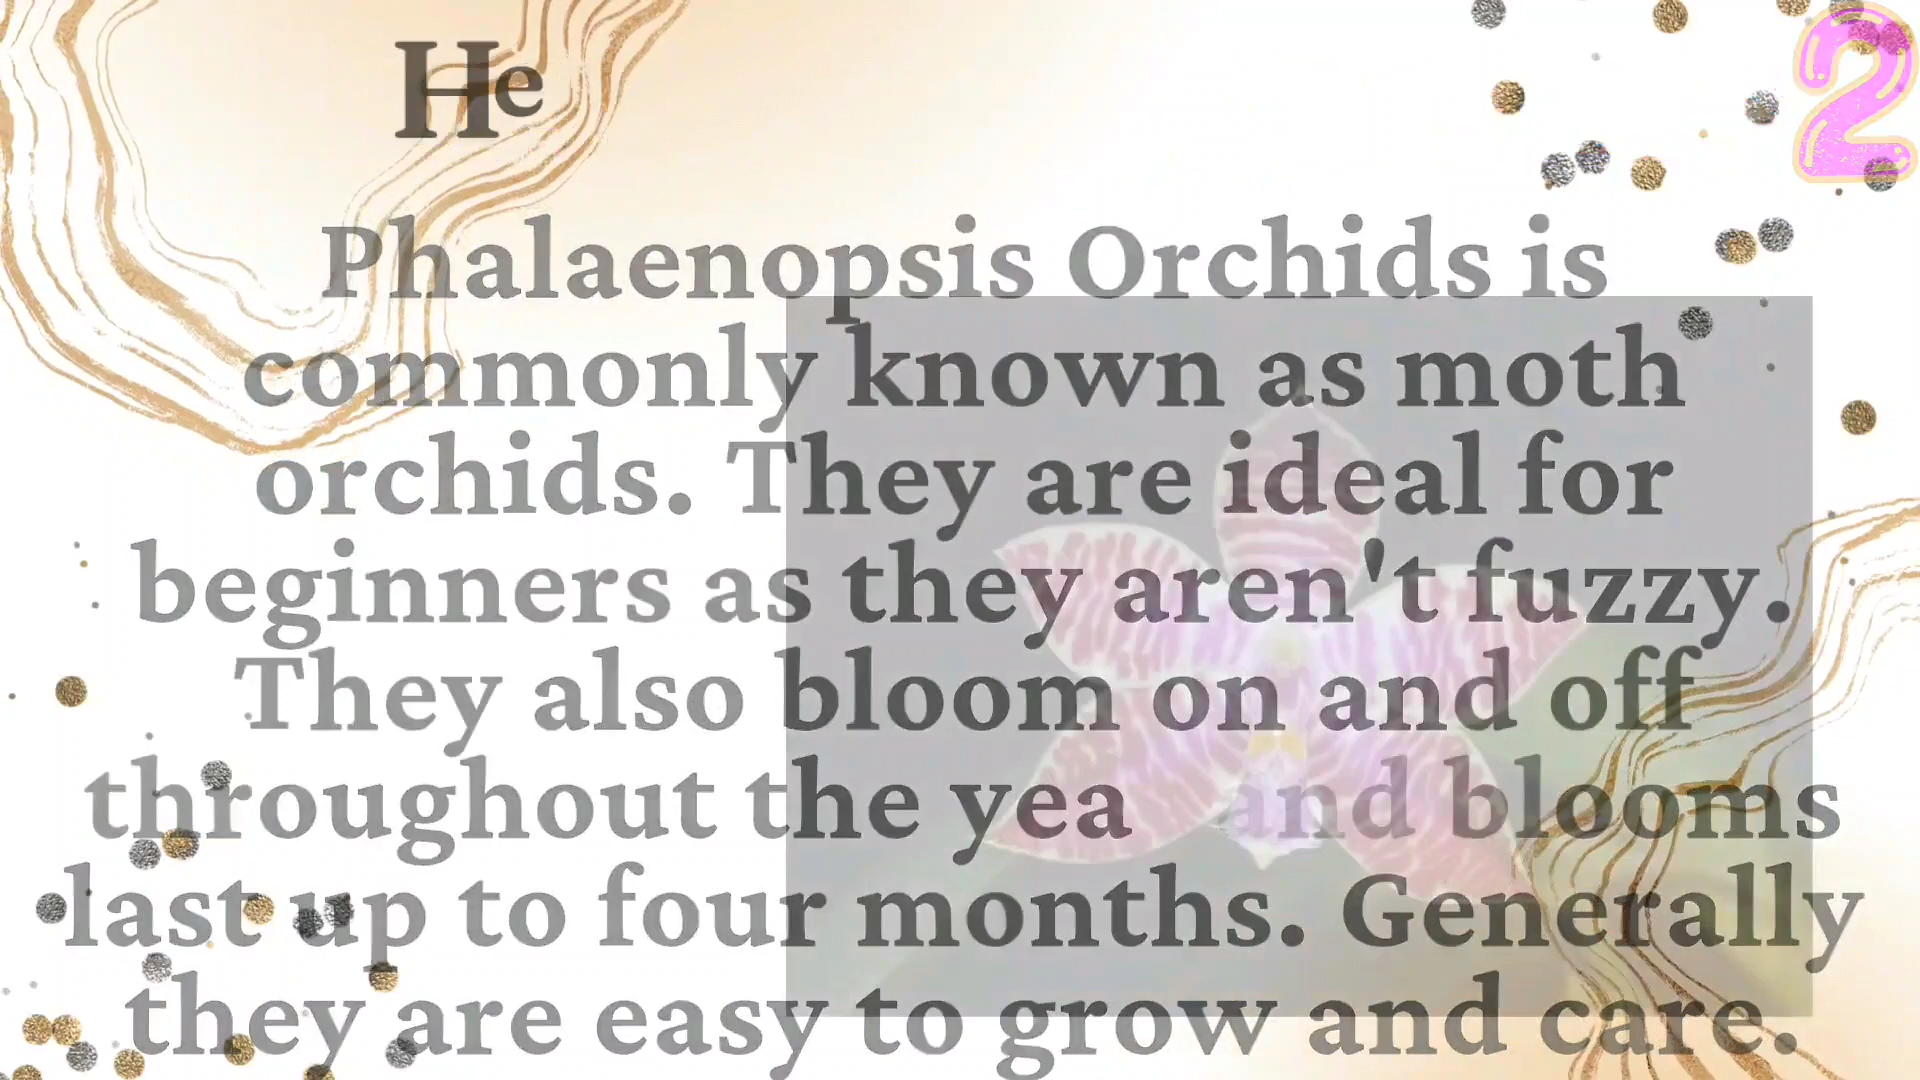 He
2
Phalaenopsis Orchids is
commonly known as moth
orchids. They are ideal for
beginners as they aren't fuzzy.
They also bloom on and off
throughout the yea and blooms
last up to four months. Generally
they are easy to grow and care.